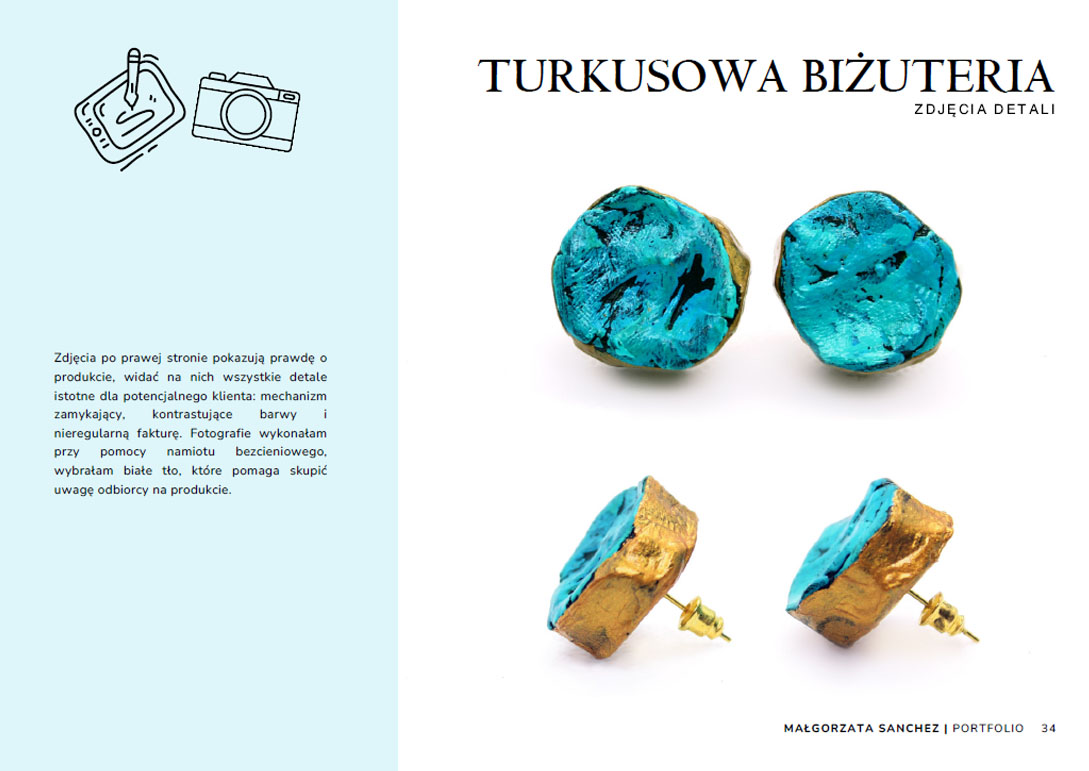 TURKUSOWA BIŻUTERIA
ZDJĘCIA DETALI
Zdjęcia po prawej stronie pokazują prawdę o
produkcie, widać na nich wszystkie detale
istotne dla potencjalnego klienta: mechanizm
zamykający, kontrastujące barwy i
nieregularną fakturę. Fotografie wykonałam
przy pomocy namiotu bezcieniowego,
wybrałam białe tło, które pomaga skupić
uwagę odbiorcy na produkcie.
MAŁGORZATA SANCHEZ | PORTFOLIO 34